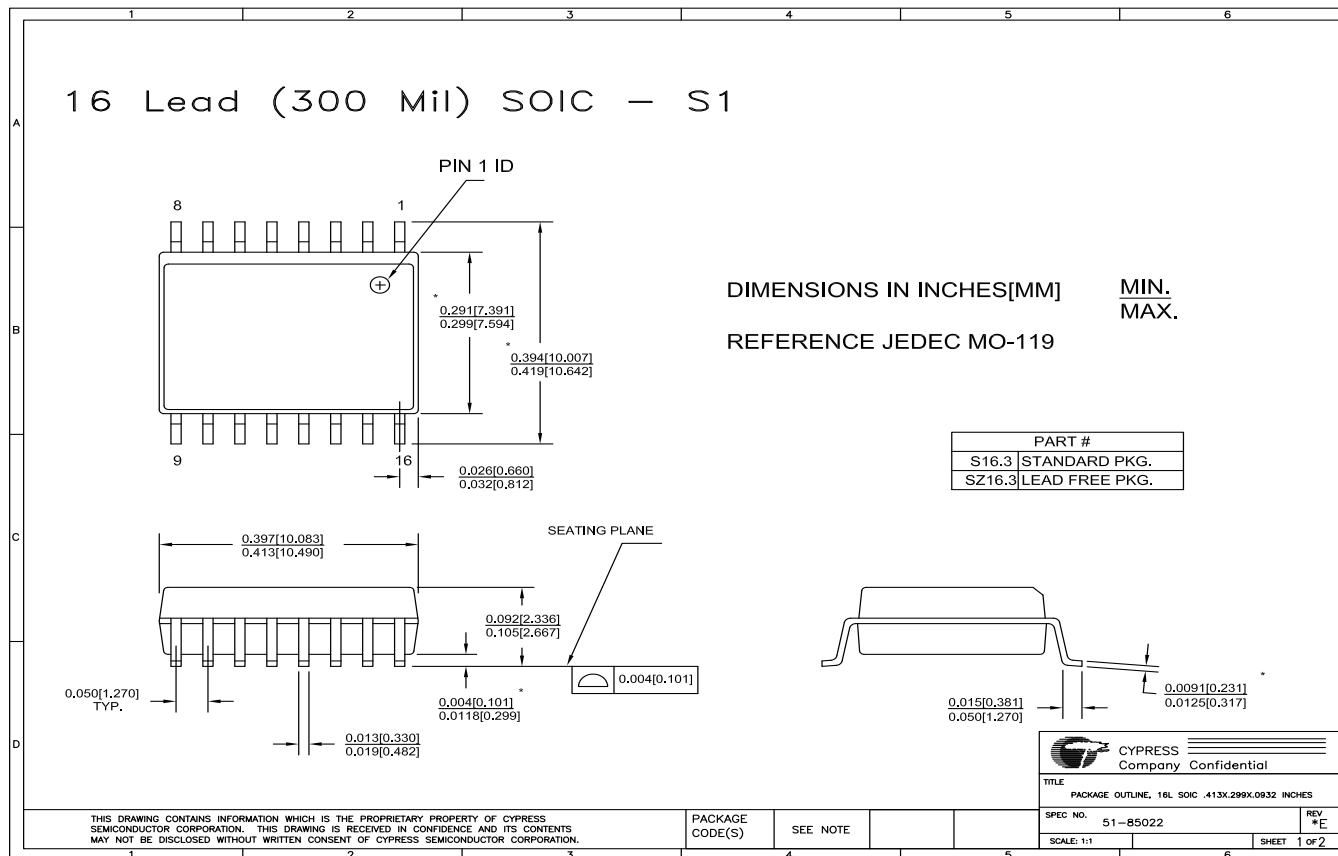 1 2 3 4 5 6
A
B
C
D
16 Lead (300 Mil) SOIC – S1
PIN 1 ID
8 1
*
0.291[7.391]
0.299[7.594]
*
0.394[10.007]
0.419[10.642]
9 16
0.026[0.660]
0.032[0.812]
DIMENSIONS IN INCHES[MM]
MIN.
MAX.
REFERENCE JEDEC MO-119
PART #
S16.3 STANDARD PKG.
SZ16.3 LEAD FREE PKG.
0.397[10.083]
0.413[10.490]
SEATING PLANE
0.092[2.336]
0.105[2.667]
0.004[0.101]
0.050[1.270]
TYP.
*
0.004[0.101]
0.0118[0.299]
0.013[0.330]
0.019[0.482]
0.015[0.381]
0.050[1.270]
*
0.0091[0.231]
0.0125[0.317]
CYPRESS
Company Confidential
TITLE
PACKAGE OUTLINE, 16L SOIC .413X.299X.0932 INCHES
SPEC NO. 51-85022
REV *E
SCALE: 1:1
SHEET 1 OF 2
THIS DRAWING CONTAINS INFORMATION WHICH IS THE PROPRIETARY PROPERTY OF CYPRESS
SEMICONDUCTOR CORPORATION. THIS DRAWING IS RECEIVED IN CONFIDENCE AND ITS CONTENTS
MAY NOT BE DISCLOSED WITHOUT WRITTEN CONSENT OF CYPRESS SEMICONDUCTOR CORPORATION.
PACKAGE
CODE(S)
SEE NOTE
1 2 3 4 5 6